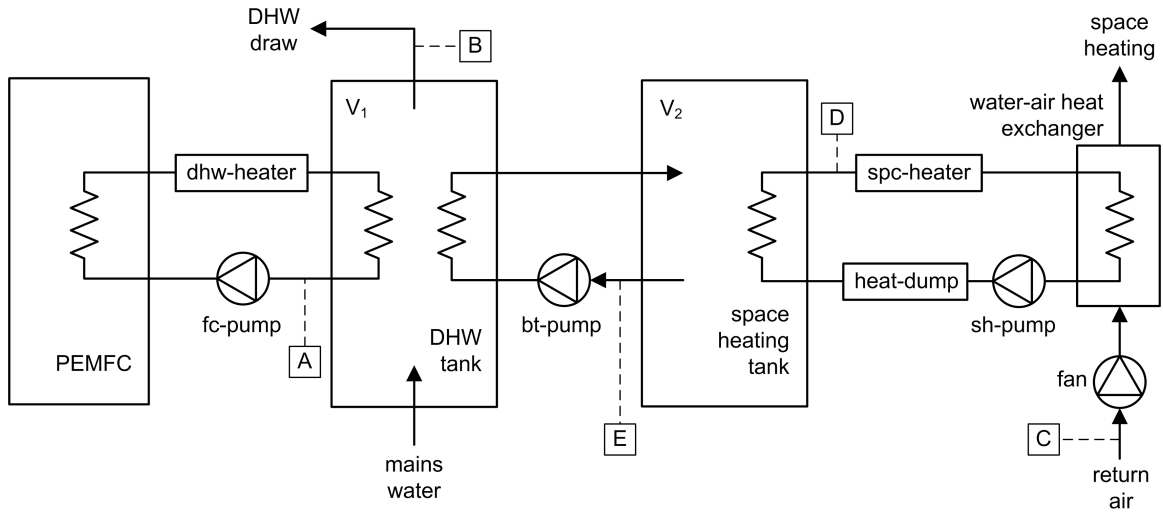 DHW
draw
B
space
heating
V₁
V₂
D
water-air heat
exchanger
dhw-heater
spc-heater
fc-pump
bt-pump
heat-dump
sh-pump
PEMFC
A
DHW
tank
space
heating
tank
fan
E
C
mains
water
return
air